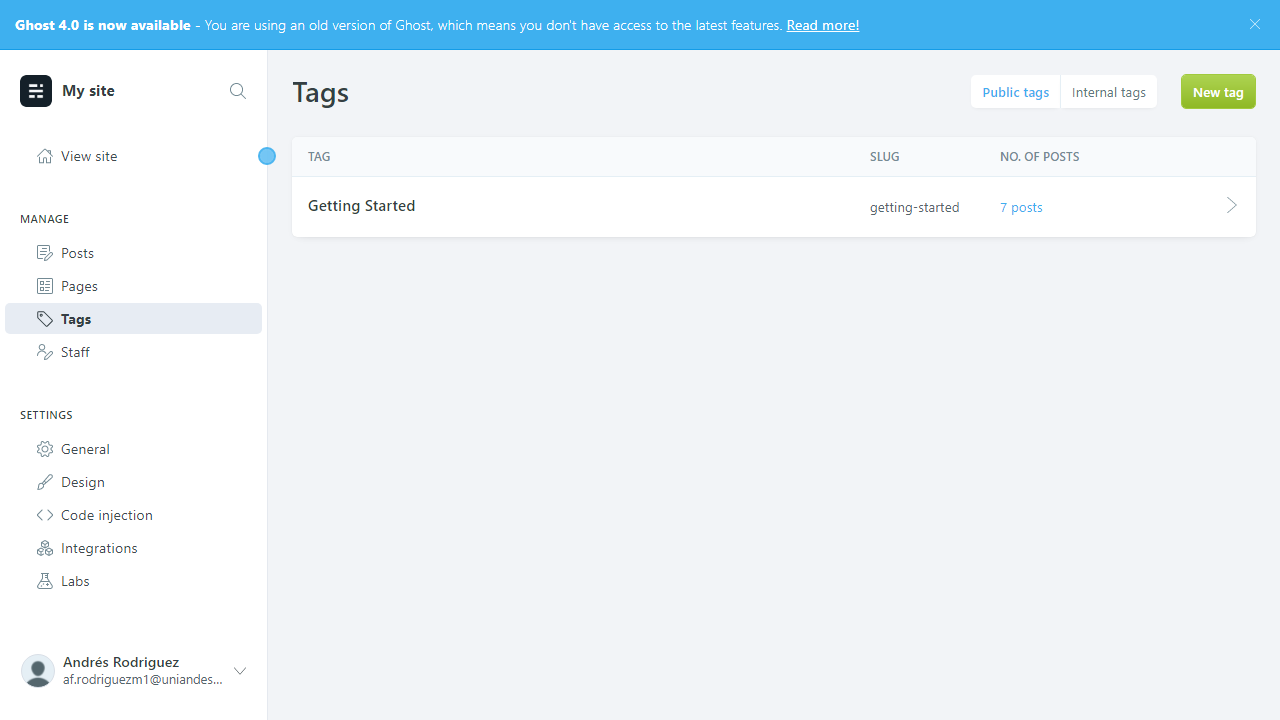 Ghost 4.0 is now available - You are using an old version of Ghost, which means you don't have access to the latest features. Read more!
My site
View site
MANAGE
Posts
Pages
Tags
Staff
SETTINGS
General
Design
Code injection
Integrations
Labs
Andrés Rodriguez
af.rodriguezm1@uniandes...
Tags
Public tags
Internal tags
New tag
TAG SLUG NO. OF POSTS
Getting Started getting-started 7 posts